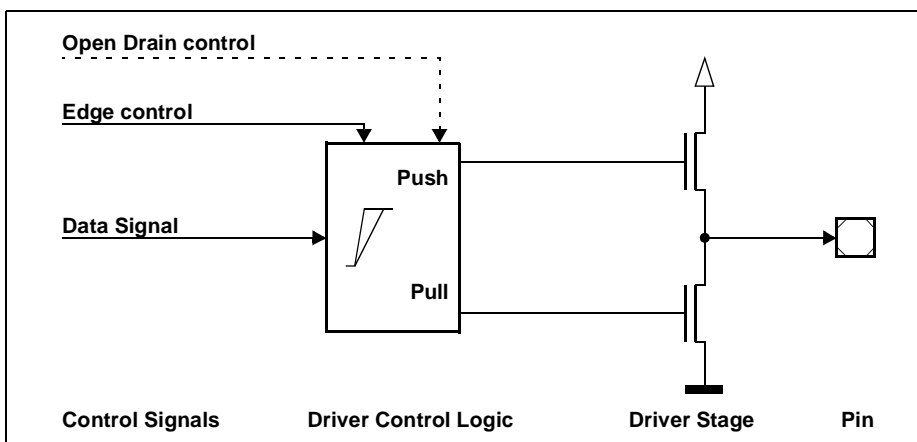 Open Drain control
Edge control
Push
Data Signal
Pull
Control Signals
Driver Control Logic
Driver Stage
Pin